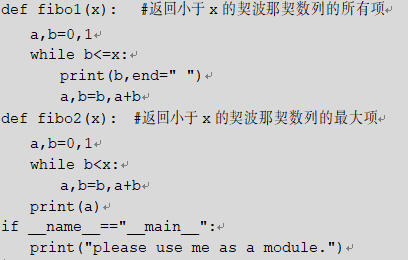 def fibo1(x):   #返回小于 x 的契波那契数列的所有项
    a,b=0,1
    while b<=x:
        print(b,end=" ")
        a,b=b,a+b
def fibo2(x):  #返回小于 x 的契波那契数列的最大项
    a,b=0,1
    while b<x:
        a,b=b,a+b
    print(a)
if __name__=="__main__":
    print("please use me as a module.")